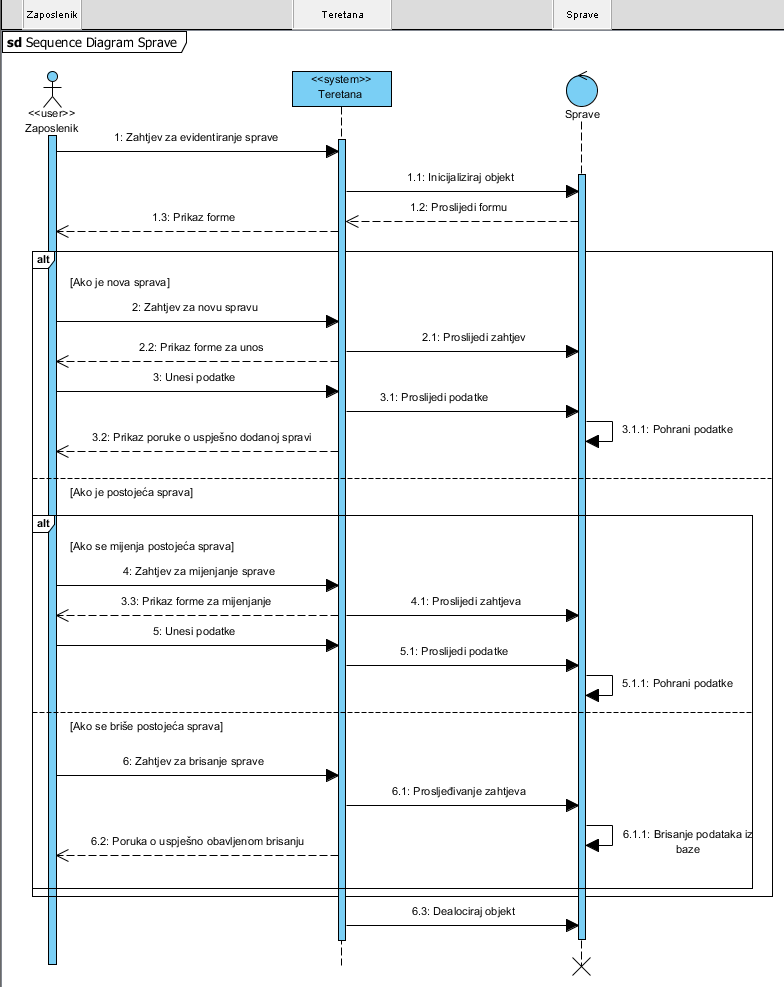 Zaposlenik
Teretana
Sprave
sd Sequence Diagram Sprave
<<user>>
Zaposlenik
<<system>>
Teretana
Sprave
1: Zahtjev za evidentiranje sprave
1.1: Inicijaliziraj objekt
1.2: Proslijedi formu
1.3: Prikaz forme
alt
[Ako je nova sprava]
2: Zahtjev za novu spravu
2.1: Proslijedi zahtjev
2.2: Prikaz forme za unos
3: Unesi podatke
3.1: Proslijedi podatke
3.1.1: Pohrani podatke
3.2: Prikaz poruke o uspješno dodanoj spravi
[Ako je postojeća sprava]
alt
[Ako se mijenja postojeća sprava]
4: Zahtjev za mijenjanje sprave
3.3: Prikaz forme za mijenjanje
4.1: Proslijedi zahtjeva
5: Unesi podatke
5.1: Proslijedi podatke
5.1.1: Pohrani podatke
[Ako se briše postojeća sprava]
6: Zahtjev za brisanje sprave
6.1: Prosljeđivanje zahtjeva
6.1.1: Brisanje podataka iz
baze
6.2: Poruka o uspješno obavljenom brisanju
6.3: Dealociraj objekt